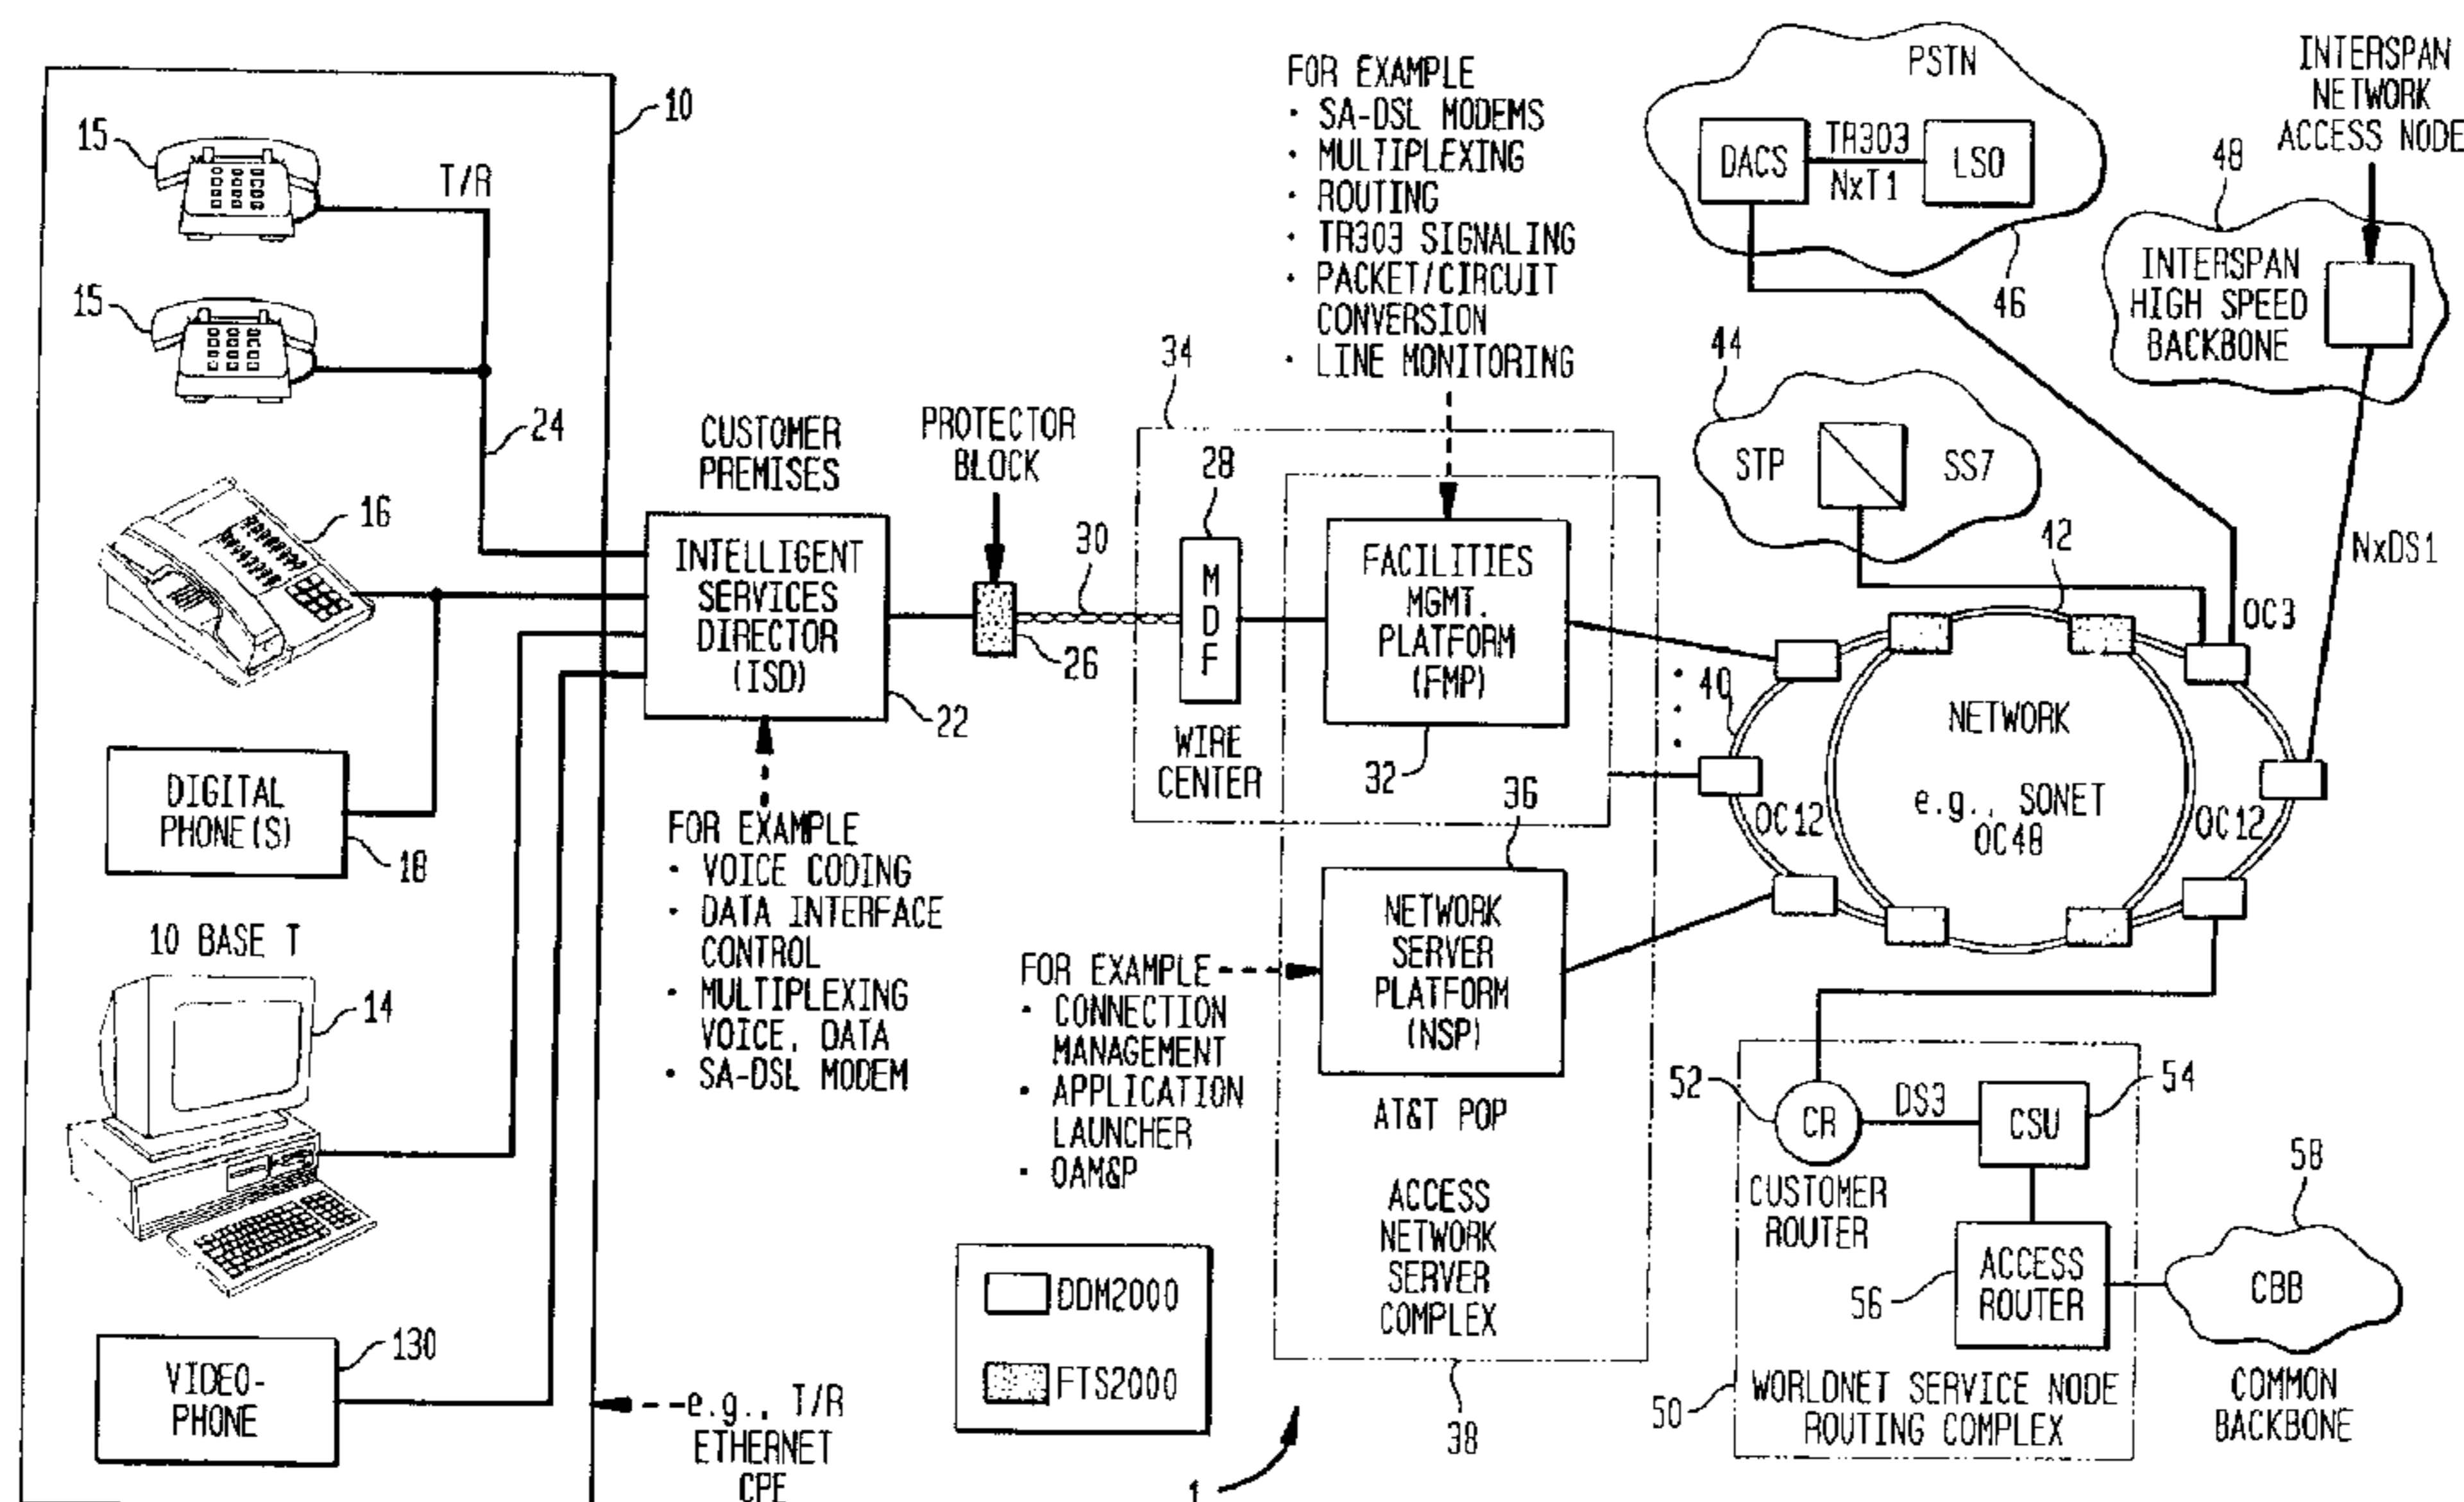 10
15
T/R
15
24
16
DIGITAL
PHONE(S)
18
10 BASE T
14
VIDEO-
PHONE
130
e.g., T/R
ETHERNET
CPE
CUSTOMER
PREMISES
INTELLIGENT
SERVICES
DIRECTOR
(ISD)
22
FOR EXAMPLE
• VOICE CODING
• DATA INTERFACE
CONTROL
• MULTIPLEXING
VOICE, DATA
• SA-DSL MODEM
PROTECTOR
BLOCK
26
30
34
28
MDF
WIRE
CENTER
FOR EXAMPLE
• SA-DSL MODEMS
• MULTIPLEXING
• ROUTING
• TR303 SIGNALING
• PACKET/CIRCUIT
CONVERSION
• LINE MONITORING
FACILITIES
MGMT.
PLATFORM
(FMP)
32
36
NETWORK
SERVER
PLATFORM
(NSP)
FOR EXAMPLE
• CONNECTION
MANAGEMENT
• APPLICATION
LAUNCHER
• OAM&P
AT&T POP
ACCESS
NETWORK
SERVER
COMPLEX
38
DDM2000
FTS2000
1
PSTN
DACS
TR303
NxT1
LSO
46
INTERSPAN
NETWORK
ACCESS NODE
48
INTERSPAN
HIGH SPEED
BACKBONE
44
STP
SS7
NxDS1
42
OC3
40
NETWORK
e.g., SONET
OC48
OC12
OC12
52
CR
DS3
CSU
54
CUSTOMER
ROUTER
56
ACCESS
ROUTER
58
CBB
COMMON
BACKBONE
50
WORLDNET SERVICE NODE
ROUTING COMPLEX